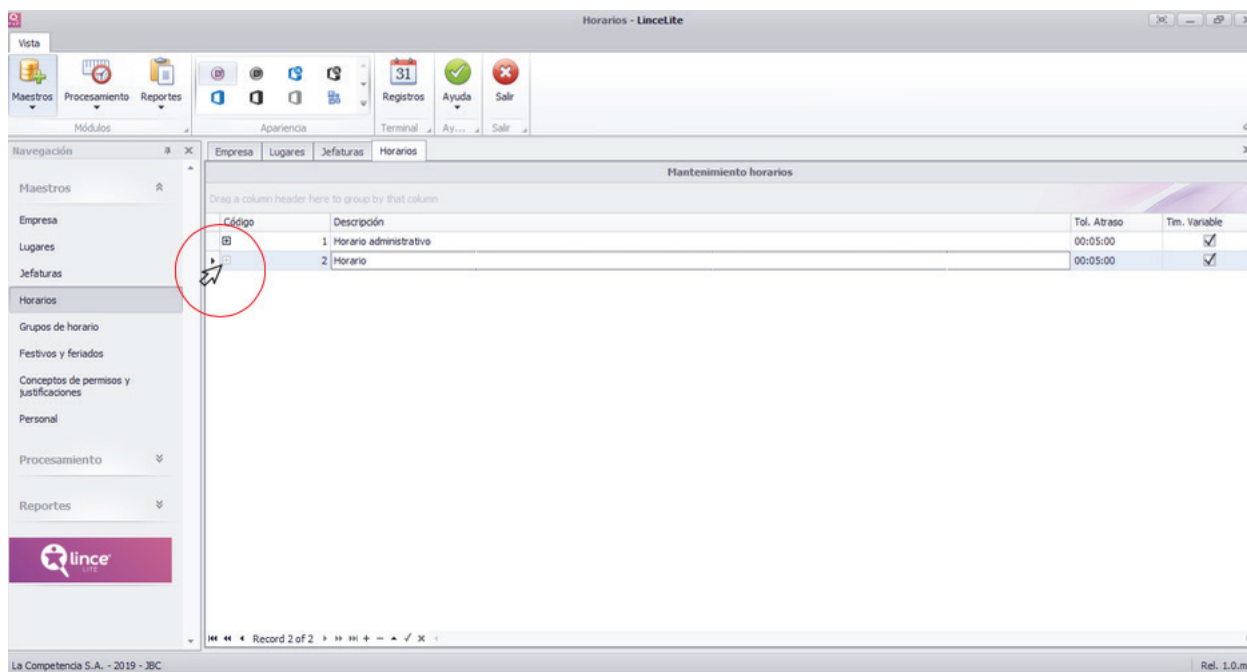 Horarios - LinceLite
Vista
Maestros Procesamiento Reportes Registros Ayuda Salir
Módulos Apariencia Terminal Ay... Salir
Navegación
Empresa Lugares Jefaturas Horarios
Mantenimiento horarios
Maestros
Drag a column header here to group by that column
Empresa
Código Descripción Tol. Atraso Tim. Variable
1 Horario administrativo 00:05:00
2 Horario 00:05:00
Lugares
Jefaturas
Horarios
Grupos de horario
Festivos y feriados
Conceptos de permisos y
justificaciones
Personal
Procesamiento
Reportes
lince
LITE
Record 2 of 2
La Competencia S.A. - 2019 - JBC
Rel. 1.0.m